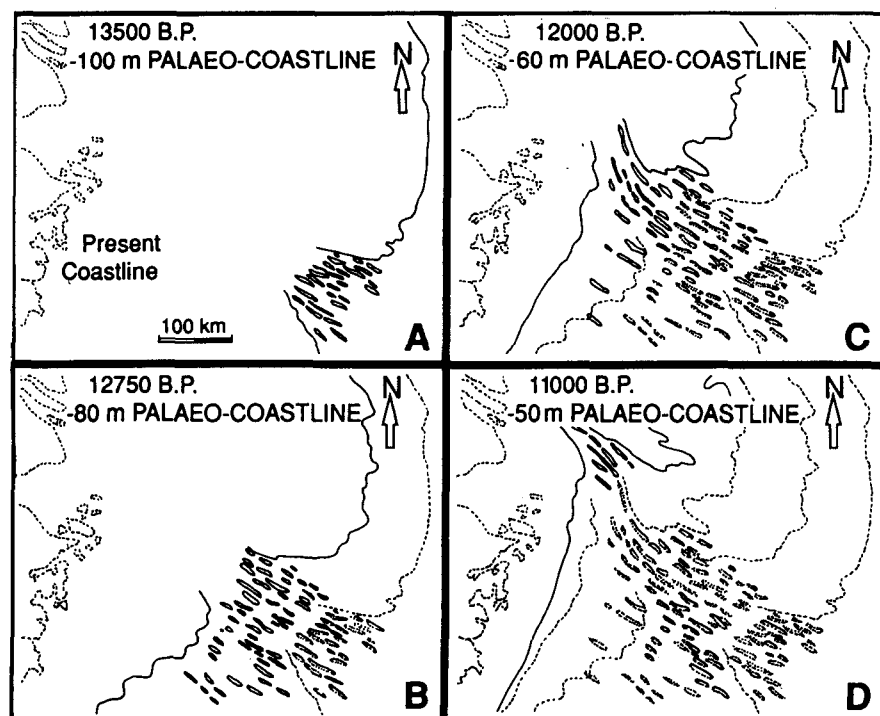 13500 B.P.
-100 m PALAEO-COASTLINE
N
Present
Coastline
100 km
A
12000 B.P.
-60 m PALAEO-COASTLINE
N
C
12750 B.P.
-80 m PALAEO-COASTLINE
N
B
11000 B.P.
-50 m PALAEO-COASTLINE
N
D